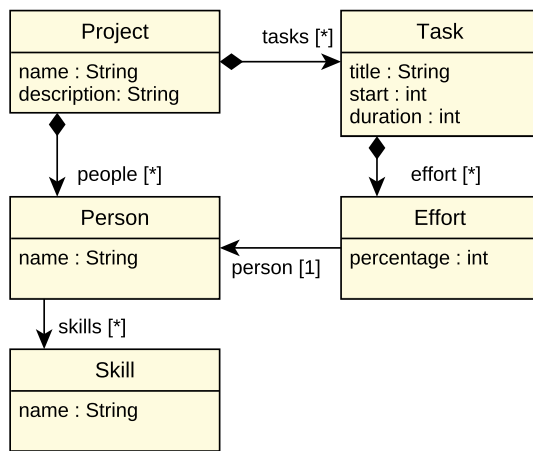 Project
name : String
description: String
tasks [*]
Task
title : String
start : int
duration : int
people [*]
effort [*]
Person
name : String
person [1]
Effort
percentage : int
skills [*]
Skill
name : String